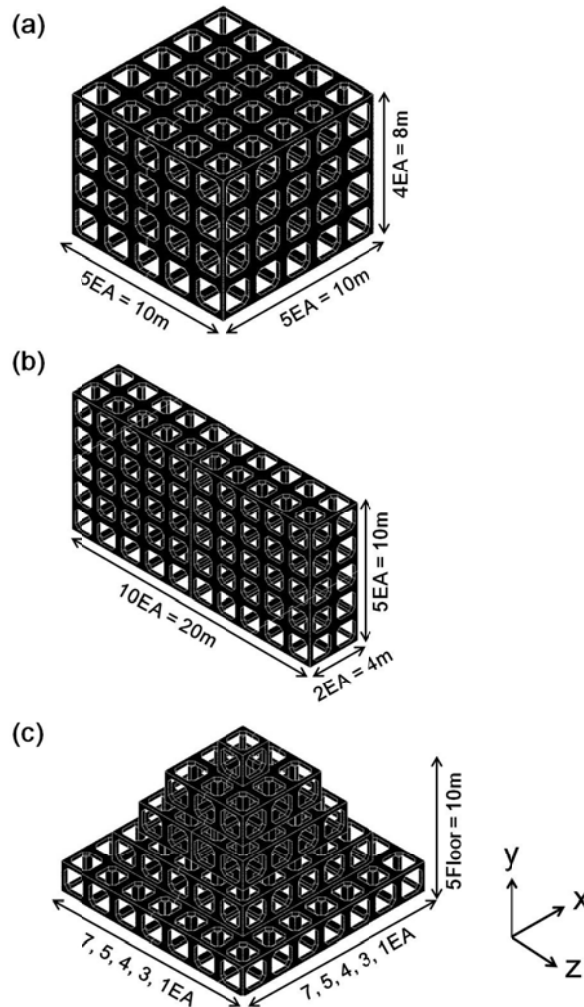 (a)
4EA = 8m
5EA = 10m
5EA = 10m
(b)
5EA = 10m
10EA = 20m
2EA = 4m
(c)
5Floor = 10m
7, 5, 4, 3, 1EA
7, 5, 4, 3, 1EA
y
x
z